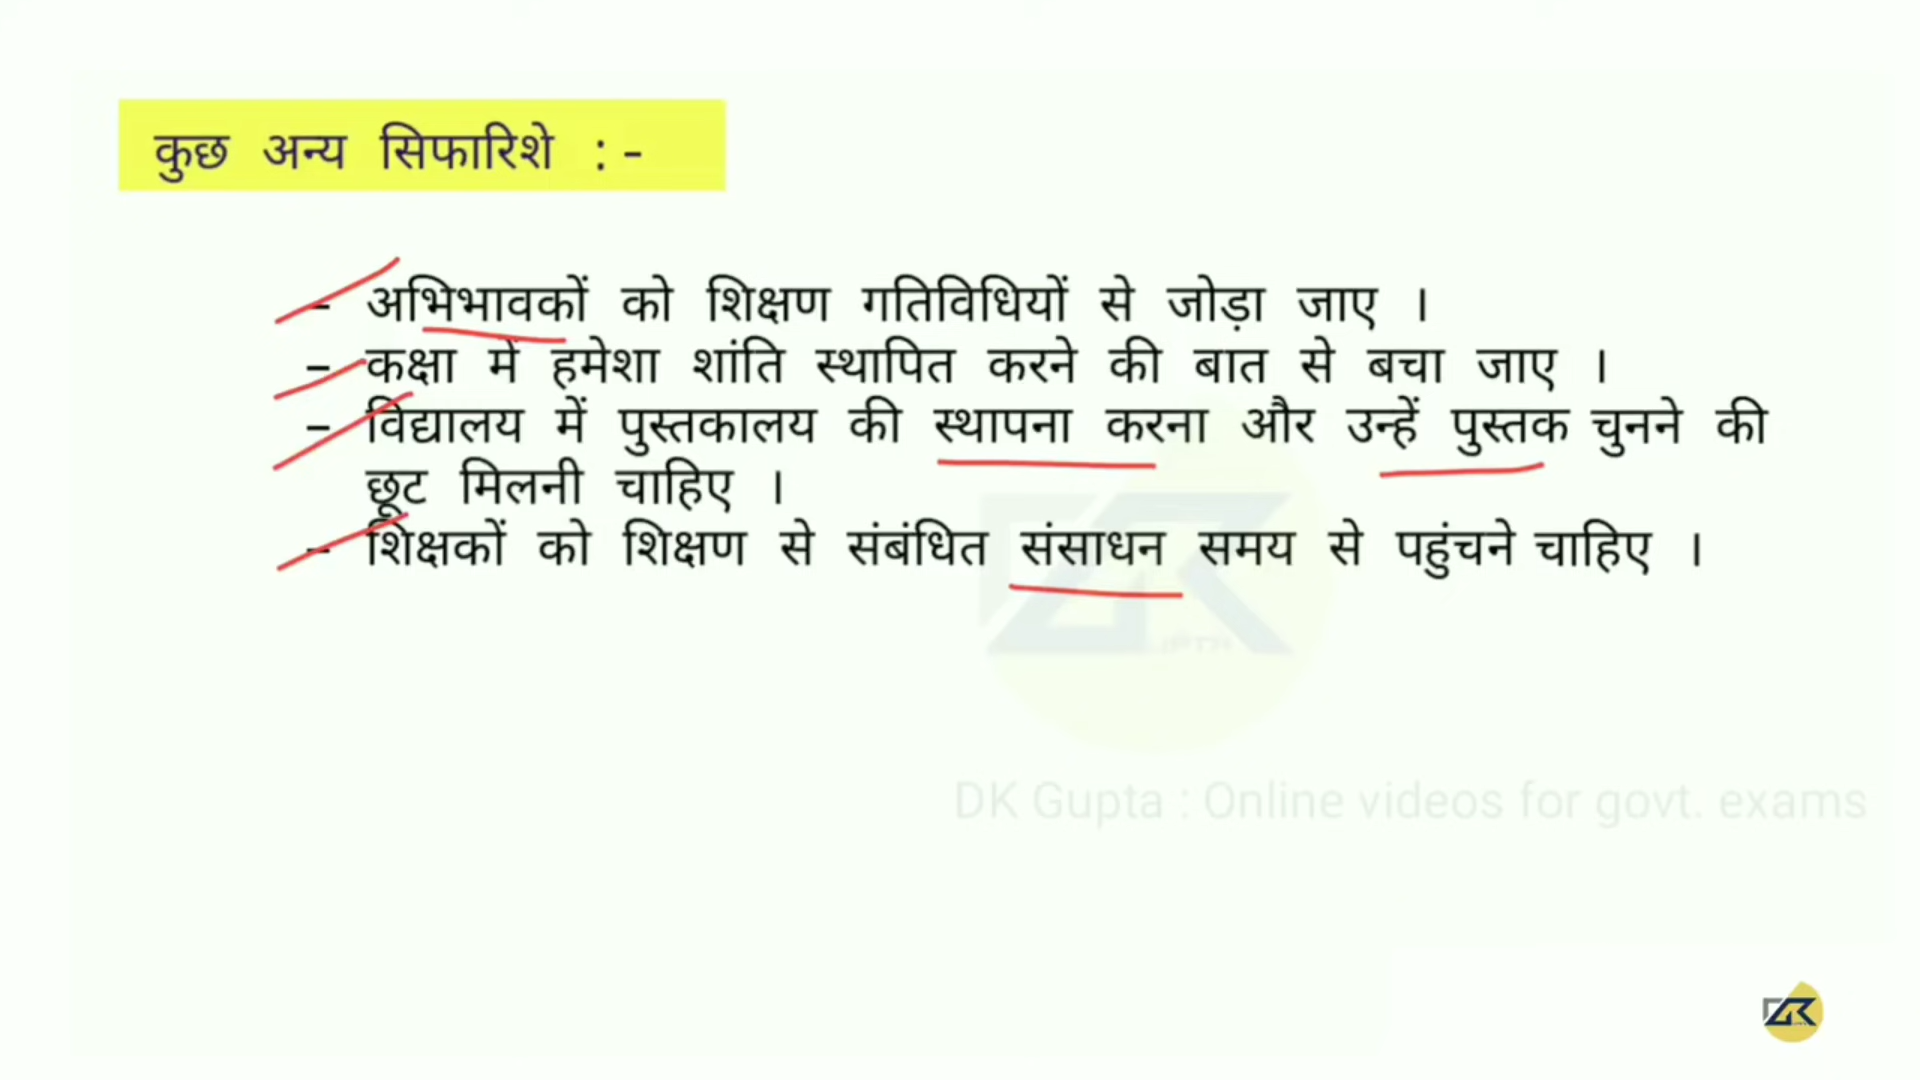 कुछ अन्य सिफारिशे :-
- अभिभावकों को शिक्षण गतिविधियों से जोड़ा जाए ।
- कक्षा में हमेशा शांति स्थापित करने की बात से बचा जाए ।
- विद्यालय में पुस्तकालय की स्थापना करना और उन्हें पुस्तक चुनने की
छूट मिलनी चाहिए ।
- शिक्षकों को शिक्षण से संबंधित संसाधन समय से पहुंचने चाहिए ।
DK Gupta : Online videos for govt. exams